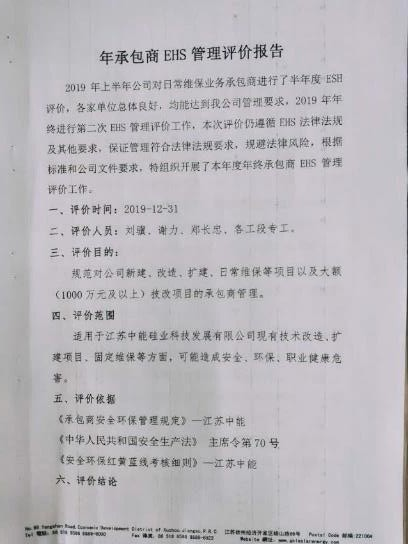 年承包商 EHS 管理评价报告
2019 年上半年公司对日常维保业务承包商进行了半年度 ESH
评价，各家单位总体良好，均能达到我公司管理要求，2019 年年
终进行第二次 EHS 管理评价工作，本次评价仍遵循 EHS 法律法规
及其他要求，保证管理符合法律法规要求，规避法律风险，根据
标准和公司文件要求，特组织开展了本年度年终承包商 EHS 管理
评价工作。
一、评价时间：2019-12-31
二、评价人员：刘骥、谢力、郑长忠、各工段专工。
三、评价目的：
规范对公司新建、改造、扩建、日常维保等项目以及大额
（1000 万元及以上）技改项目的承包商管理。
四、评价范围
适用于江苏中能硅业科技发展有限公司现有技术改造、扩
建项目、固定维保等方面，可能造成安全、环保、职业健康危
害。
五、评价依据
《承包商安全环保管理规定》—江苏中能
《中华人民共和国安全生产法》 主席令第 70 号
《安全环保红黄蓝线考核细则》—江苏中能
六、评价结论
No.66 Yangshan Road,Economic Development District of Xuzhou Jiangsu,P.R.C 江苏徐州经济开发区杨山路66号 Postal Code 邮编:221004
Tel 电话: Fax 传真: Website 网址: